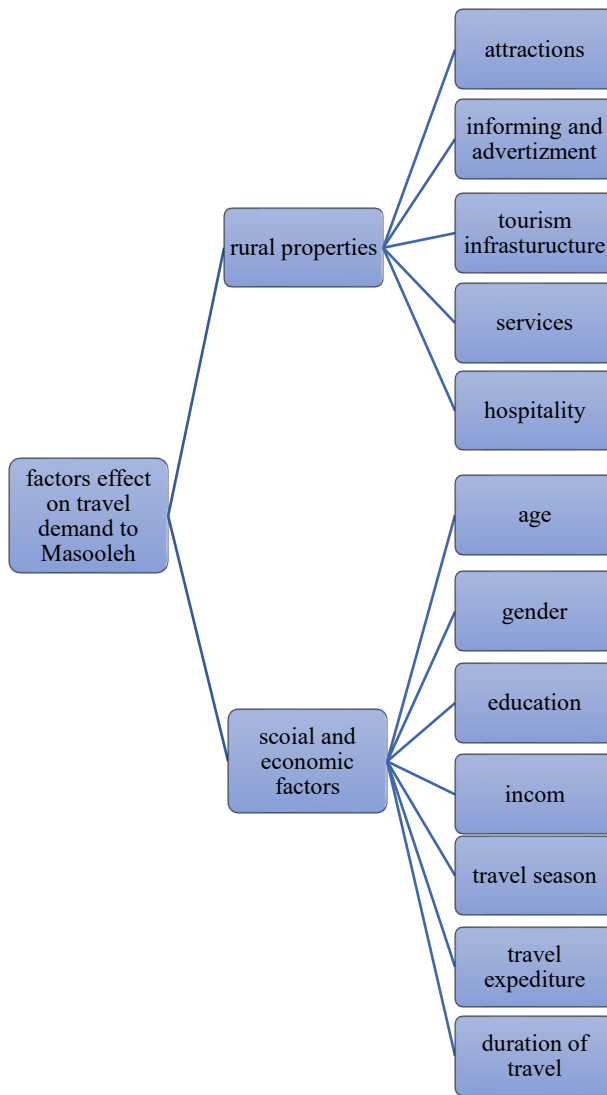 attractions
informing and
advertizment
tourism
infrasturucture
services
hospitality
rural properties
factors effect
on travel
demand to
Masooleh
age
gender
education
incom
travel season
travel
expediture
duration of
travel
scoial and
economic
factors